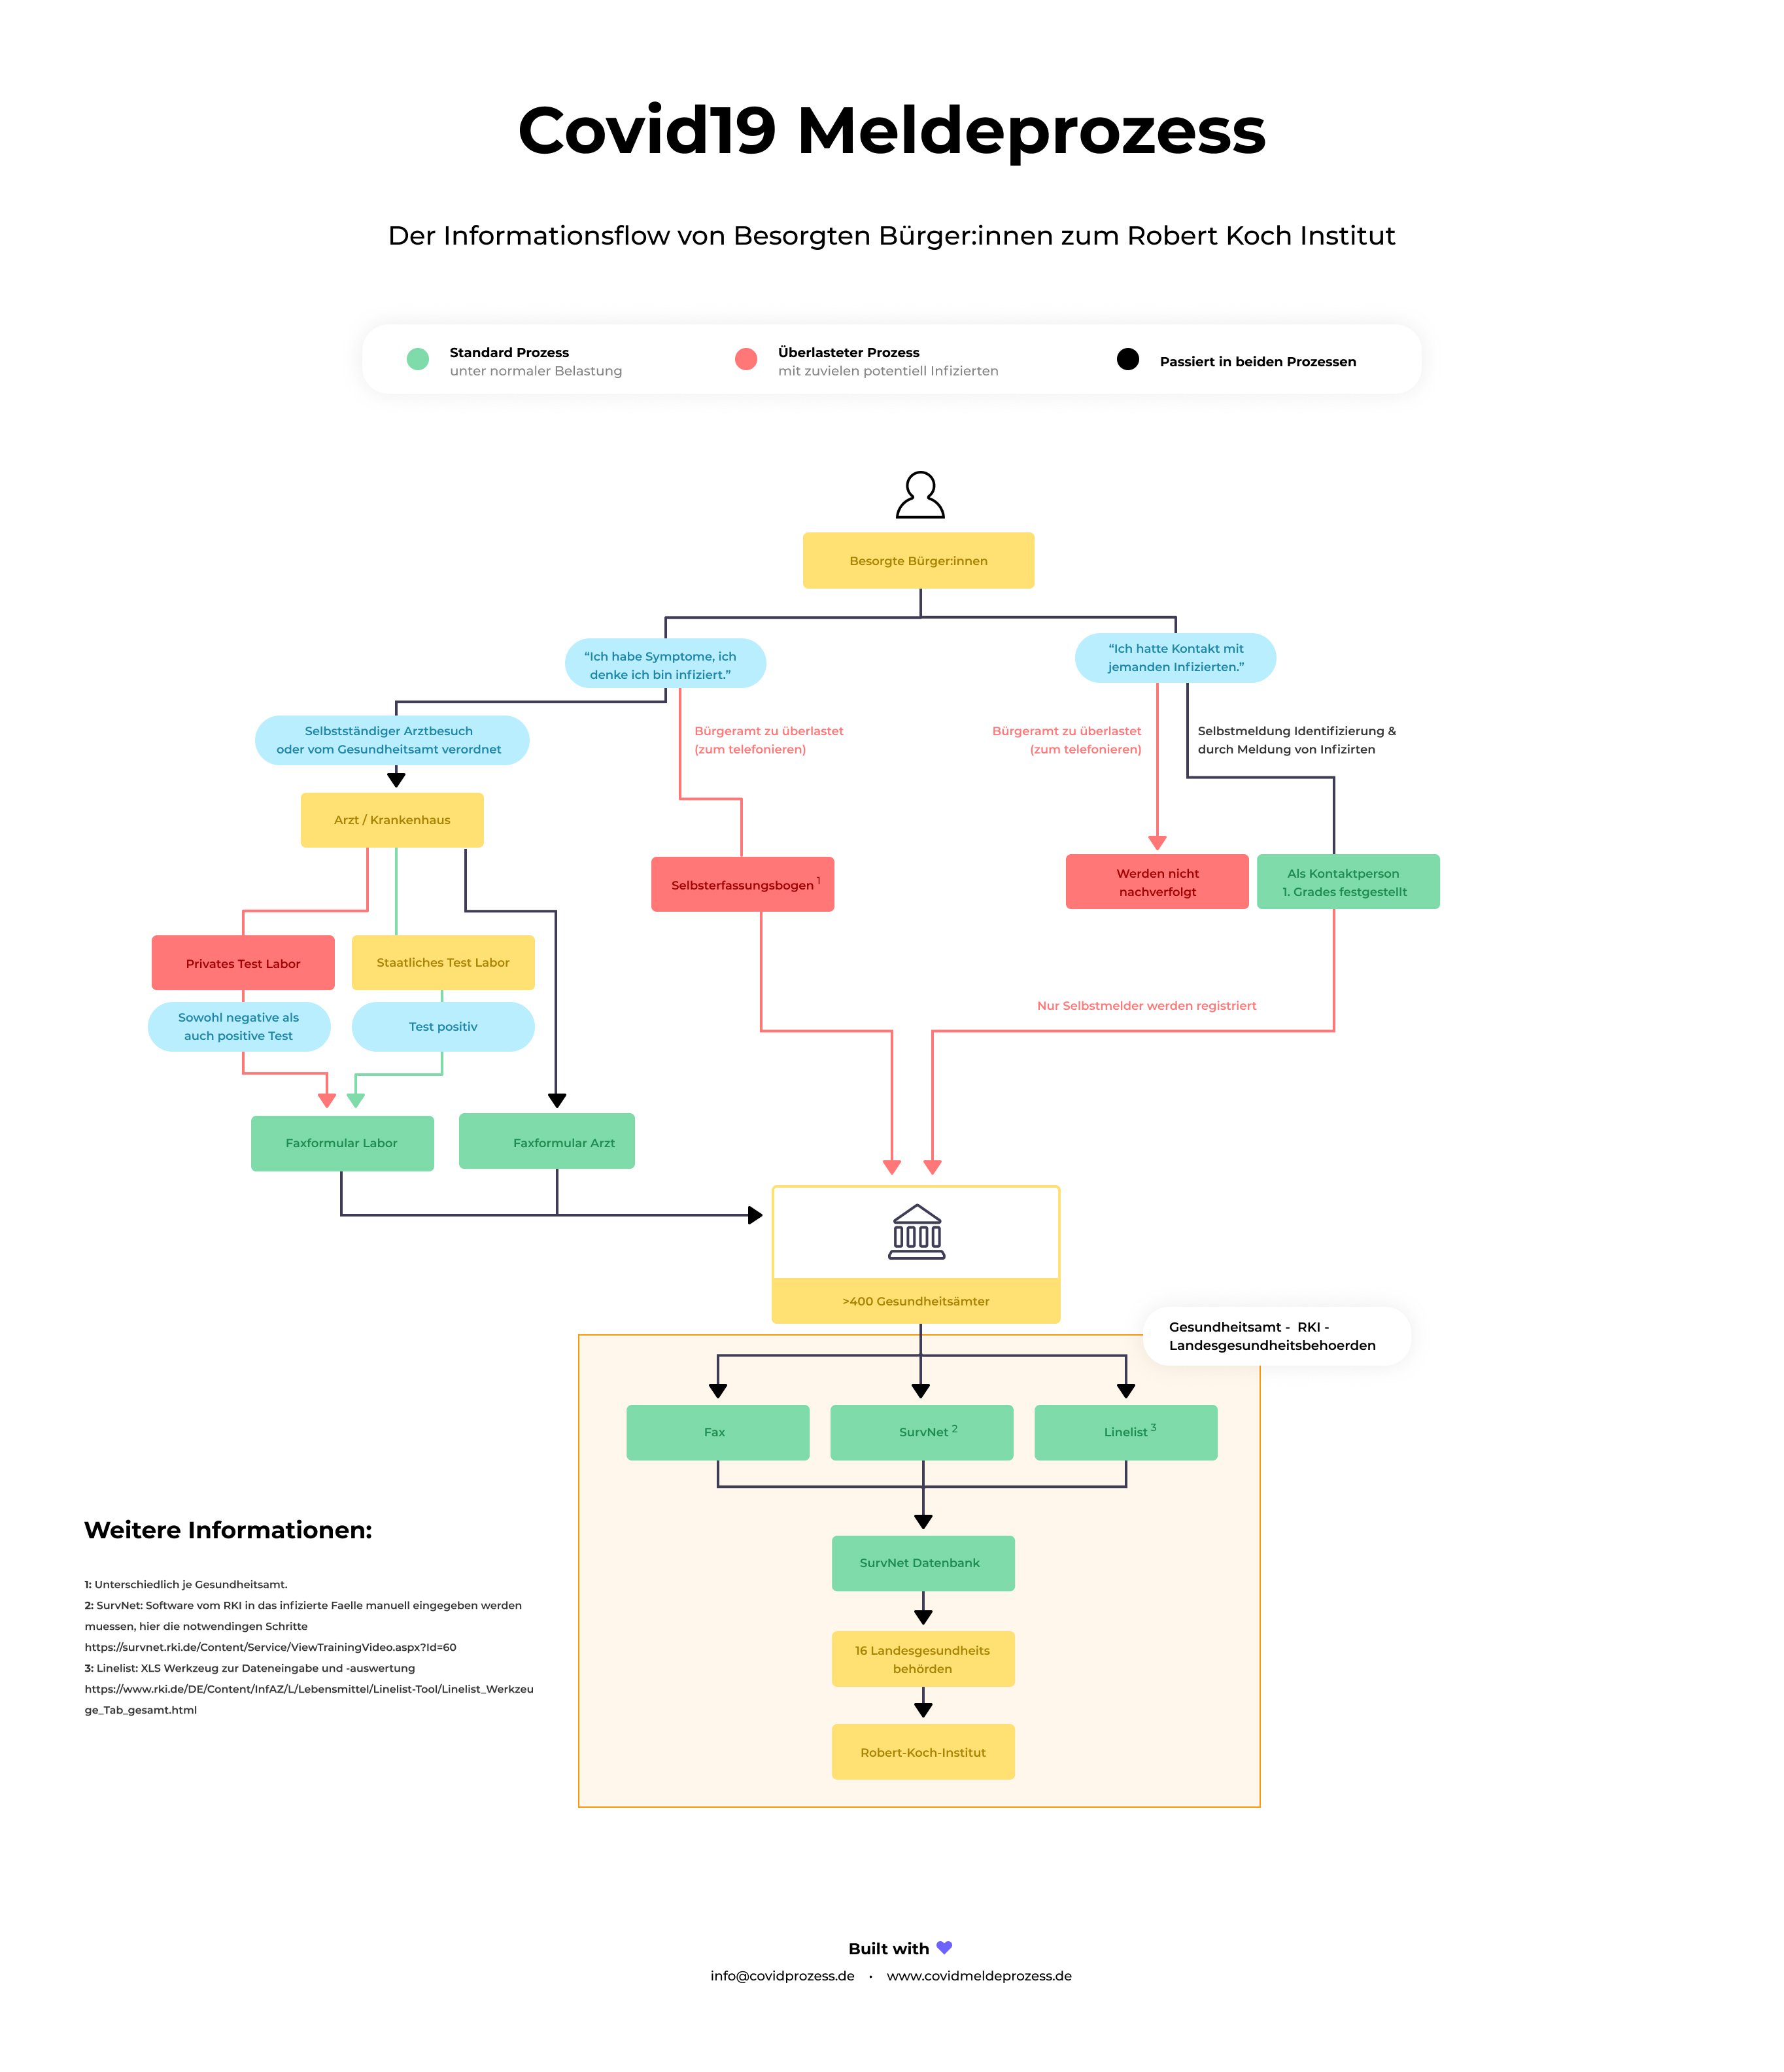 Covid19 Meldeprozess
Der Informationsflow von Besorgten Bürger:innen zum Robert Koch Institut
Standard Prozess
unter normaler Belastung
Überlasteter Prozess
mit zuvielen potentiell Infizierten
Passiert in beiden Prozessen
Besorgte Bürger:innen
“Ich habe Symptome, ich
denke ich bin infiziert.”
“Ich hatte Kontakt mit
jemanden Infizierten.”
Selbstständiger Arztbesuch
oder vom Gesundheitsamt verordnet
Bürgeramt zu überlastet
(zum telefonieren)
Bürgeramt zu überlastet
(zum telefonieren)
Selbstmeldung Identifizierung &
durch Meldung von Infizirten
Arzt / Krankenhaus
Selbsterfassungsbogen 1
Werden nicht
nachverfolgt
Als Kontaktperson
1. Grades festgestellt
Privates Test Labor
Staatliches Test Labor
Sowohl negative als
auch positive Test
Test positiv
Nur Selbstmelder werden registriert
Faxformular Labor
Faxformular Arzt
>400 Gesundheitsämter
Gesundheitsamt - RKI -
Landesgesundheitsbehoerden
Fax
SurvNet 2
Linelist 3
SurvNet Datenbank
16 Landesgesundheits
behörden
Robert-Koch-Institut
Weitere Informationen:
1: Unterschiedlich je Gesundheitsamt.
2: SurvNet: Software vom RKI in das infizierte Faelle manuell eingegeben werden
muessen, hier die notwendingen Schritte
https://survnet.rki.de/Content/Service/ViewTrainingVideo.aspx?Id=60
3: Linelist: XLS Werkzeug zur Dateneingabe und -auswertung
https://www.rki.de/DE/Content/InfAZ/L/Lebensmittel/Linelist-Tool/Linelist_Werkzeu
ge_Tab_gesamt.html
Built with
info@covidprozess.de • www.covidmeldeprozess.de